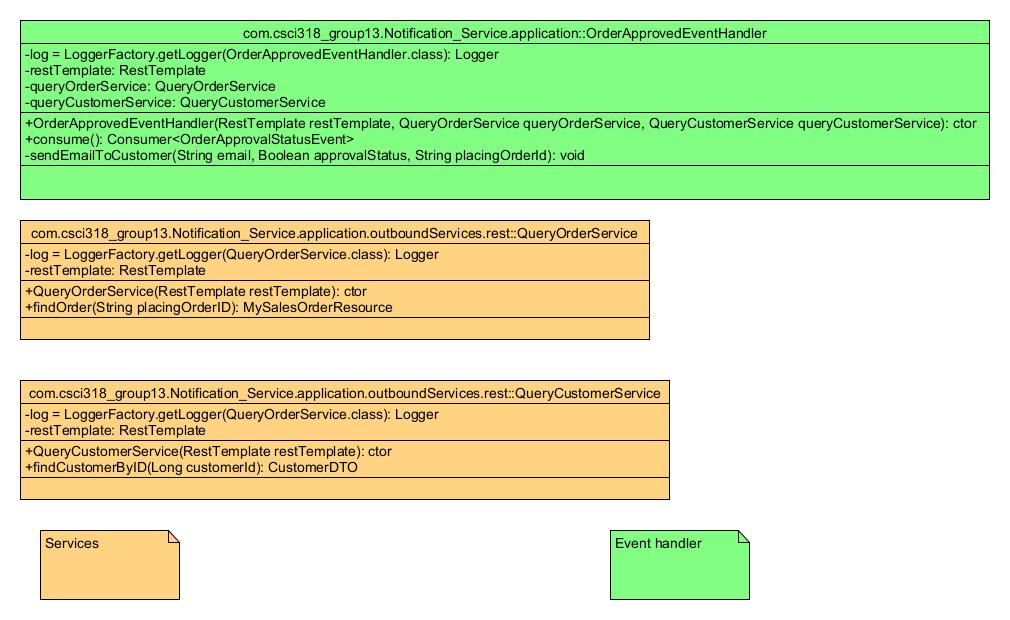 com.csci318_group13.Notification_Service.application::OrderApprovedEventHandler
-log = LoggerFactory.getLogger(OrderApprovedEventHandler.class): Logger
-restTemplate: RestTemplate
-queryOrderService: QueryOrderService
-queryCustomerService: QueryCustomerService
+OrderApprovedEventHandler(RestTemplate restTemplate, QueryOrderService queryOrderService, QueryCustomerService queryCustomerService): ctor
+consume(): Consumer<OrderApprovalStatusEvent>
-sendEmailToCustomer(String email, Boolean approvalStatus, String placingOrderId): void
com.csci318_group13.Notification_Service.application.outboundServices.rest::QueryOrderService
-log = LoggerFactory.getLogger(QueryOrderService.class): Logger
-restTemplate: RestTemplate
+QueryOrderService(RestTemplate restTemplate): ctor
+findOrder(String placingOrderID): MySalesOrderResource
com.csci318_group13.Notification_Service.application.outboundServices.rest::QueryCustomerService
-log = LoggerFactory.getLogger(QueryOrderService.class): Logger
-restTemplate: RestTemplate
+QueryCustomerService(RestTemplate restTemplate): ctor
+findCustomerByID(Long customerId): CustomerDTO
Services
Event handler